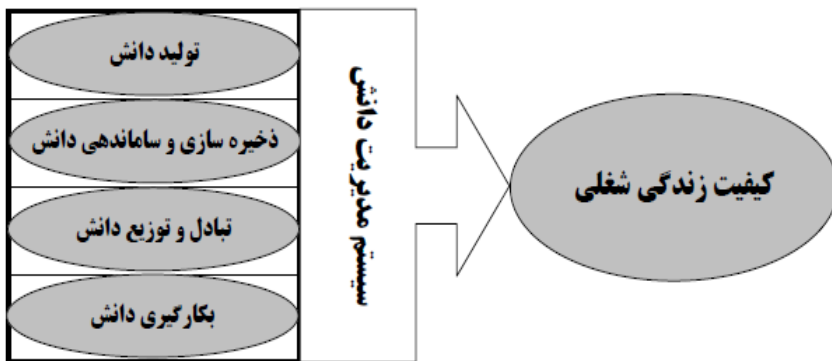 تولید دانش
ذخیره سازی و ساماندهی دانش
تبادل و توزیع دانش
بکارگیری دانش
سیستم مدیریت دانش
کیفیت زندگی شغلی